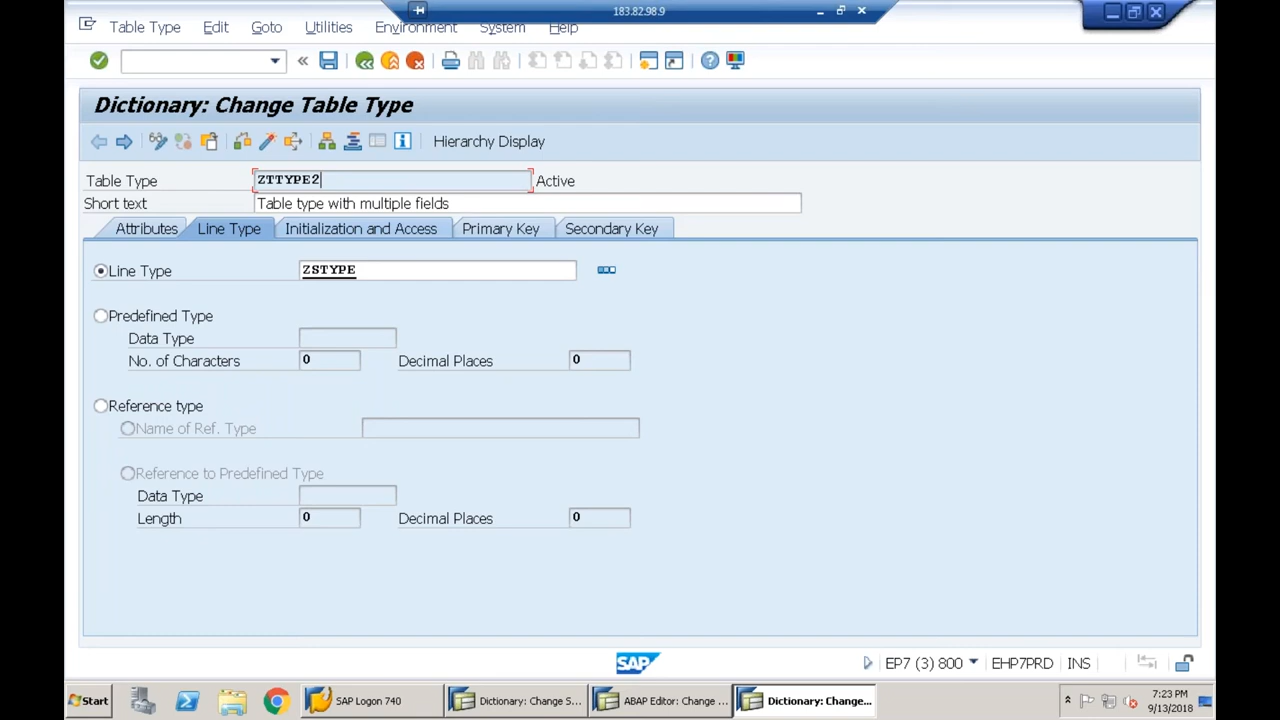 183.82.98.9
Table Type Edit Goto Utilities Environment System Help
Dictionary: Change Table Type
Hierarchy Display
Table Type ZTTYPE2 Active
Short text Table type with multiple fields
Attributes Line Type Initialization and Access Primary Key Secondary Key
Line Type ZSTYPE
Predefined Type
Data Type
No. of Characters 0 Decimal Places 0
Reference type
Name of Ref. Type
Reference to Predefined Type
Data Type
Length 0 Decimal Places 0
SAP EP7 (3) 800 EHP7PRD INS
Start SAP Logon 740 Dictionary: Change S... ABAP Editor: Change ... Dictionary: Change... 7:23 PM
9/13/2018